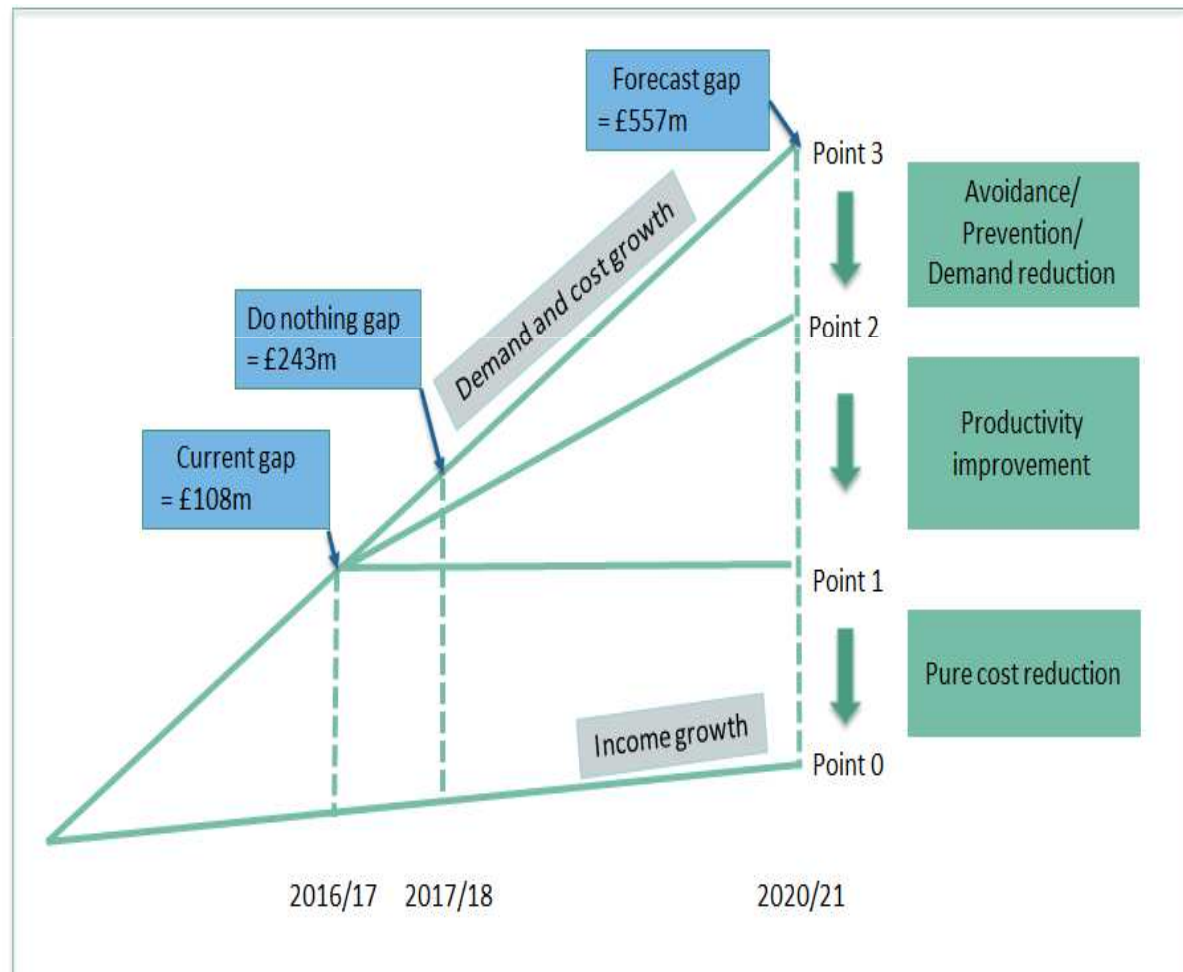 Forecast gap
= £557m
Point 3
Avoidance/
Prevention/
Demand reduction
Demand and cost growth
Do nothing gap
= £243m
Point 2
Current gap
= £108m
Productivity
improvement
Point 1
Pure cost reduction
Income growth
Point 0
2016/17
2017/18
2020/21